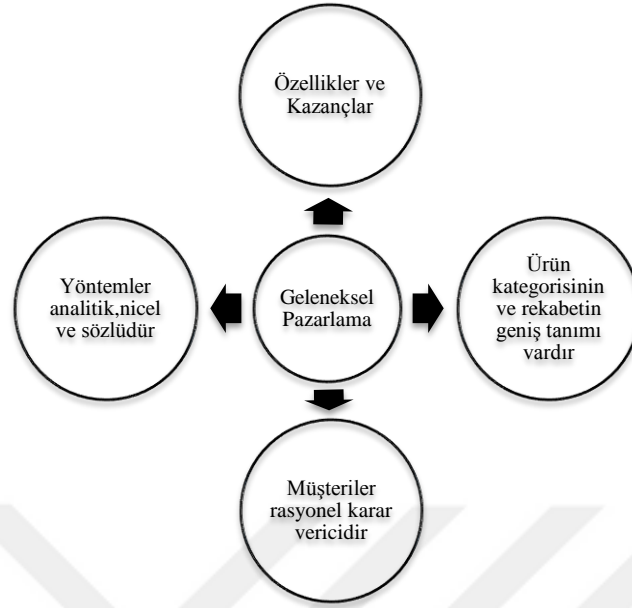 Özellikler ve
Kazançlar
Yöntemler
analitik,nicel
ve sözlüdür
Geleneksel
Pazarlama
Ürün
kategorisinin
ve rekabetin
geniş tanımı
vardır
Müşteriler
rasyonel karar
vericidir